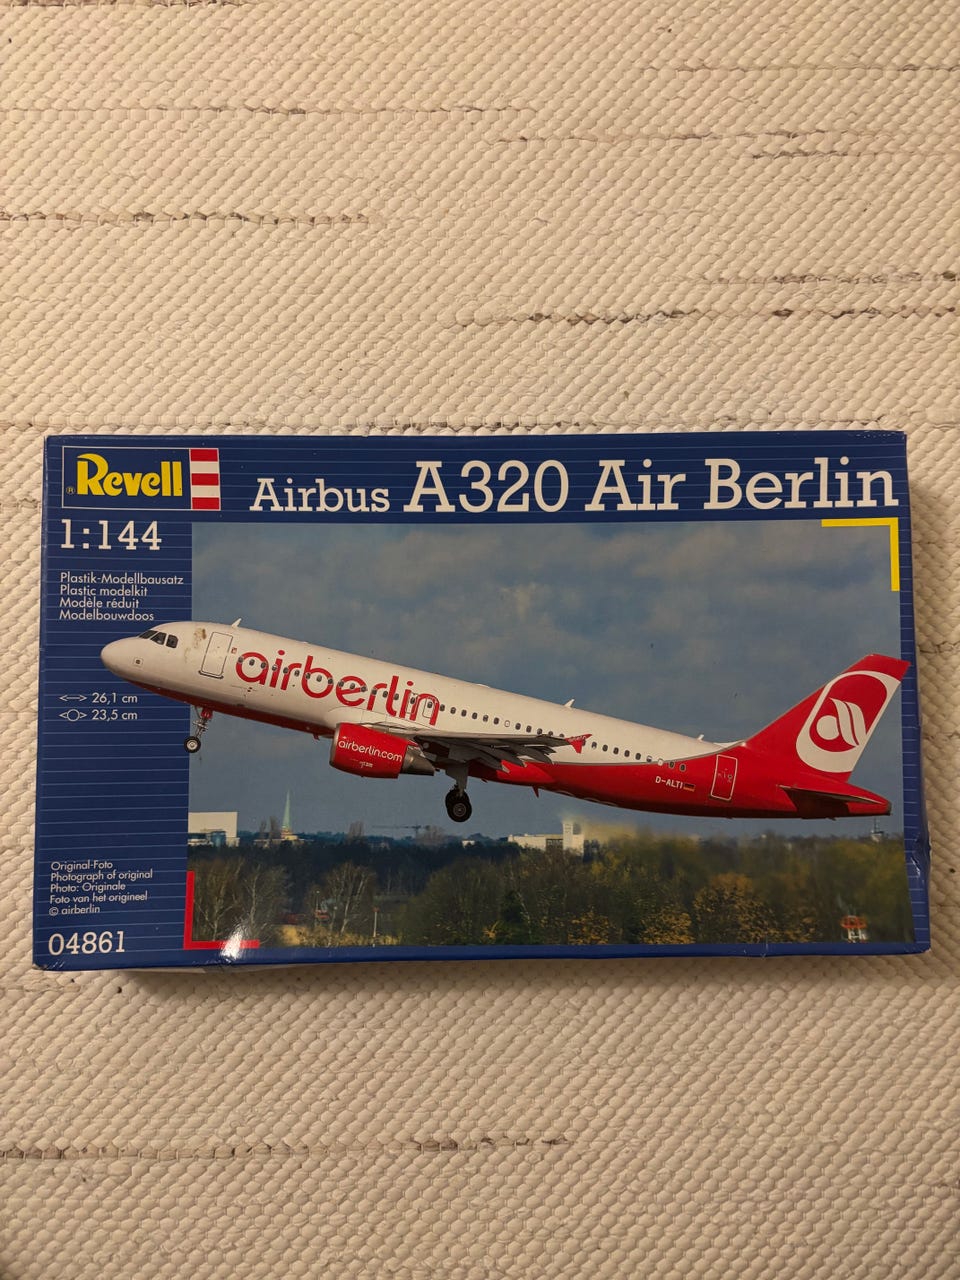 ® Revell
Airbus A320 Air Berlin
1:144
Plastik-Modellbausatz
Plastic modelkit
Modèle réduit
Modelbouwdoos
26,1 cm
23,5 cm
airberlin
airberlin.com
D-ALTI
Original-Foto
Photograph of original
Photo: Originale
Foto van het origineel
© airberlin
04861